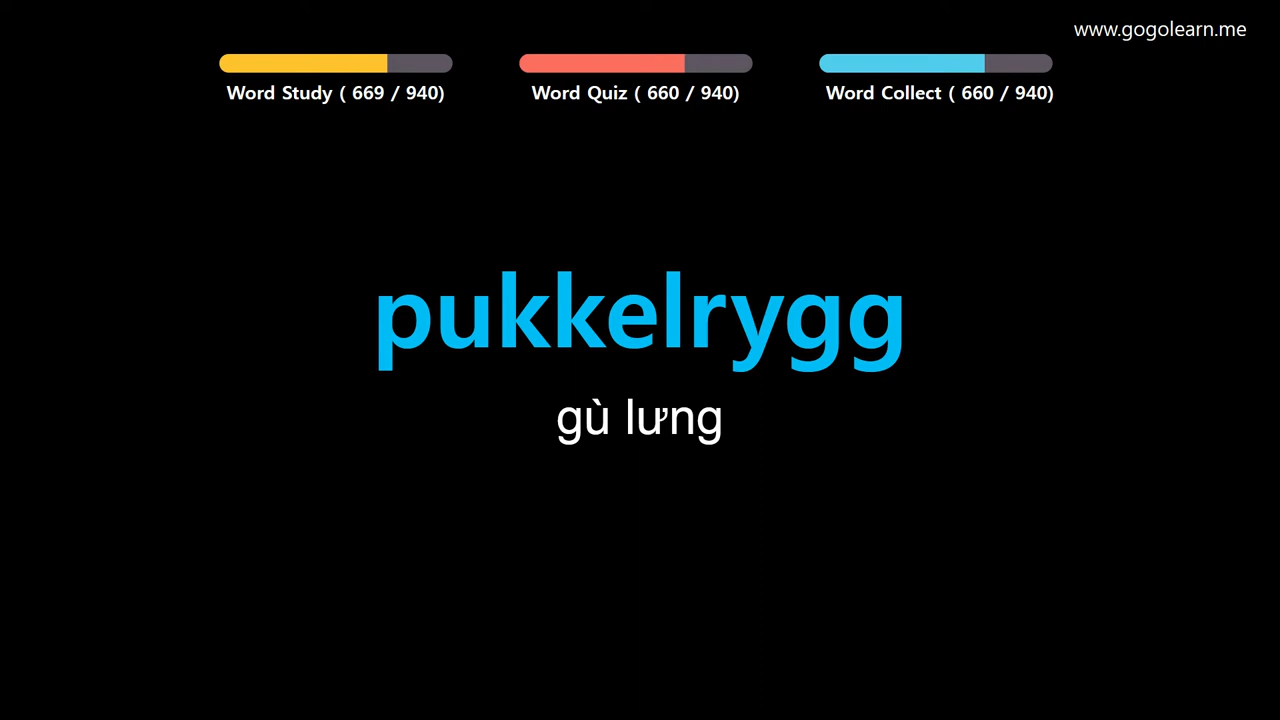 www.gogolearn.me
Word Study ( 669 / 940)
Word Quiz ( 660 / 940)
Word Collect ( 660 / 940)
pukkelrygg
gù lưng